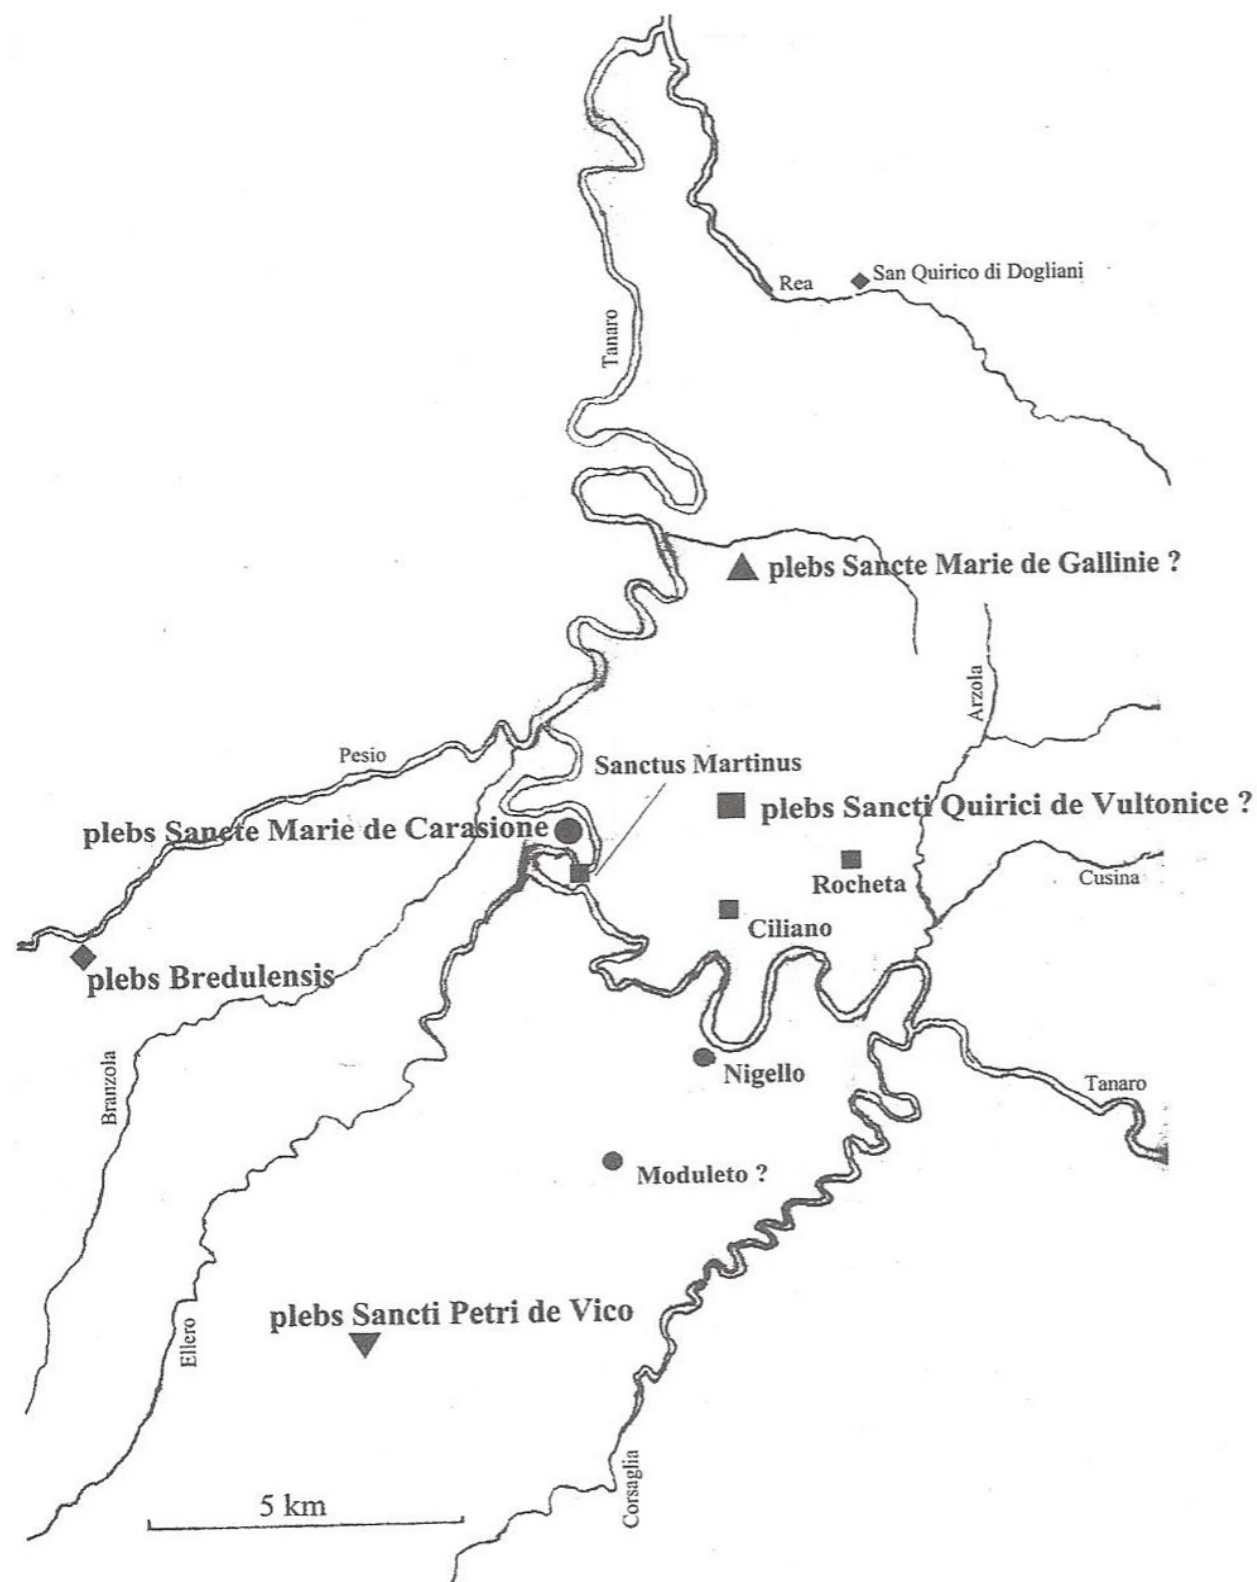 San Quirico di Dogliani
Rea
Tanaro
plebs Sancte Marie de Gallinie ?
Arzola
Pesio
Sanctus Martinus
plebs Sancti Quirici de Vultonice ?
plebs Sancte Marie de Carasione
Rocheta
Cusina
Ciliano
plebs Bredulensis
Nigello
Branzola
Tanaro
Moduleto ?
plebs Sancti Petri de Vico
Ellero
Corsaglia
5 km